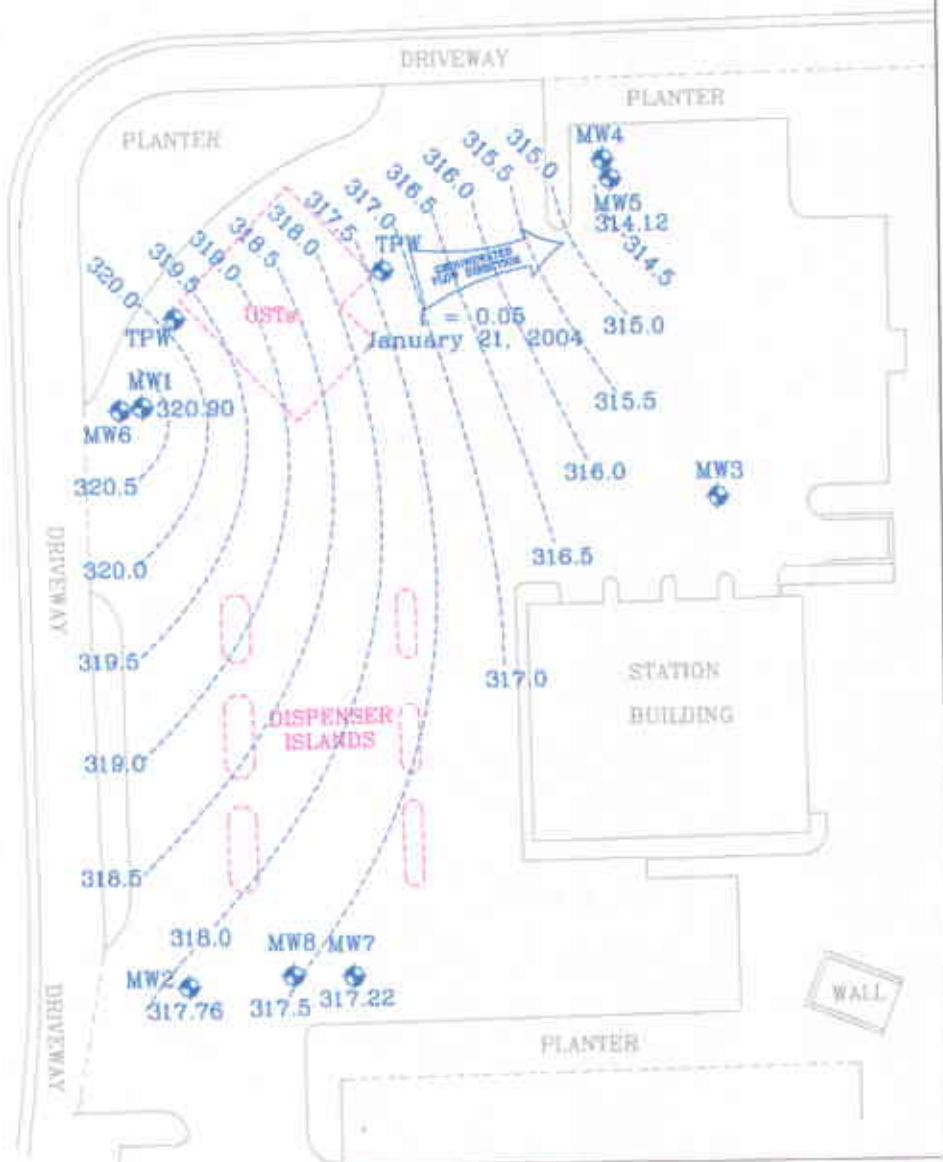 DRIVEWAY
PLANTER
PLANTER
MW4
MW5
314.12
314.5
315.0
315.5
316.0
316.5
317.0
317.5
318.0
318.5
319.0
319.5
320.0
TPW
TPW
GROUNDWATER
FLOW DIRECTION
= 0.05
January 21, 2004
USTs
MW1
320.90
MW6
320.5
315.0
315.5
316.0
MW3
316.5
320.0
DRIVEWAY
319.5
317.0
STATION
BUILDING
DISPENSER
ISLANDS
319.0
318.5
318.0
MW8 MW7
MW2
317.76
317.5
317.22
WALL
DRIVEWAY
PLANTER